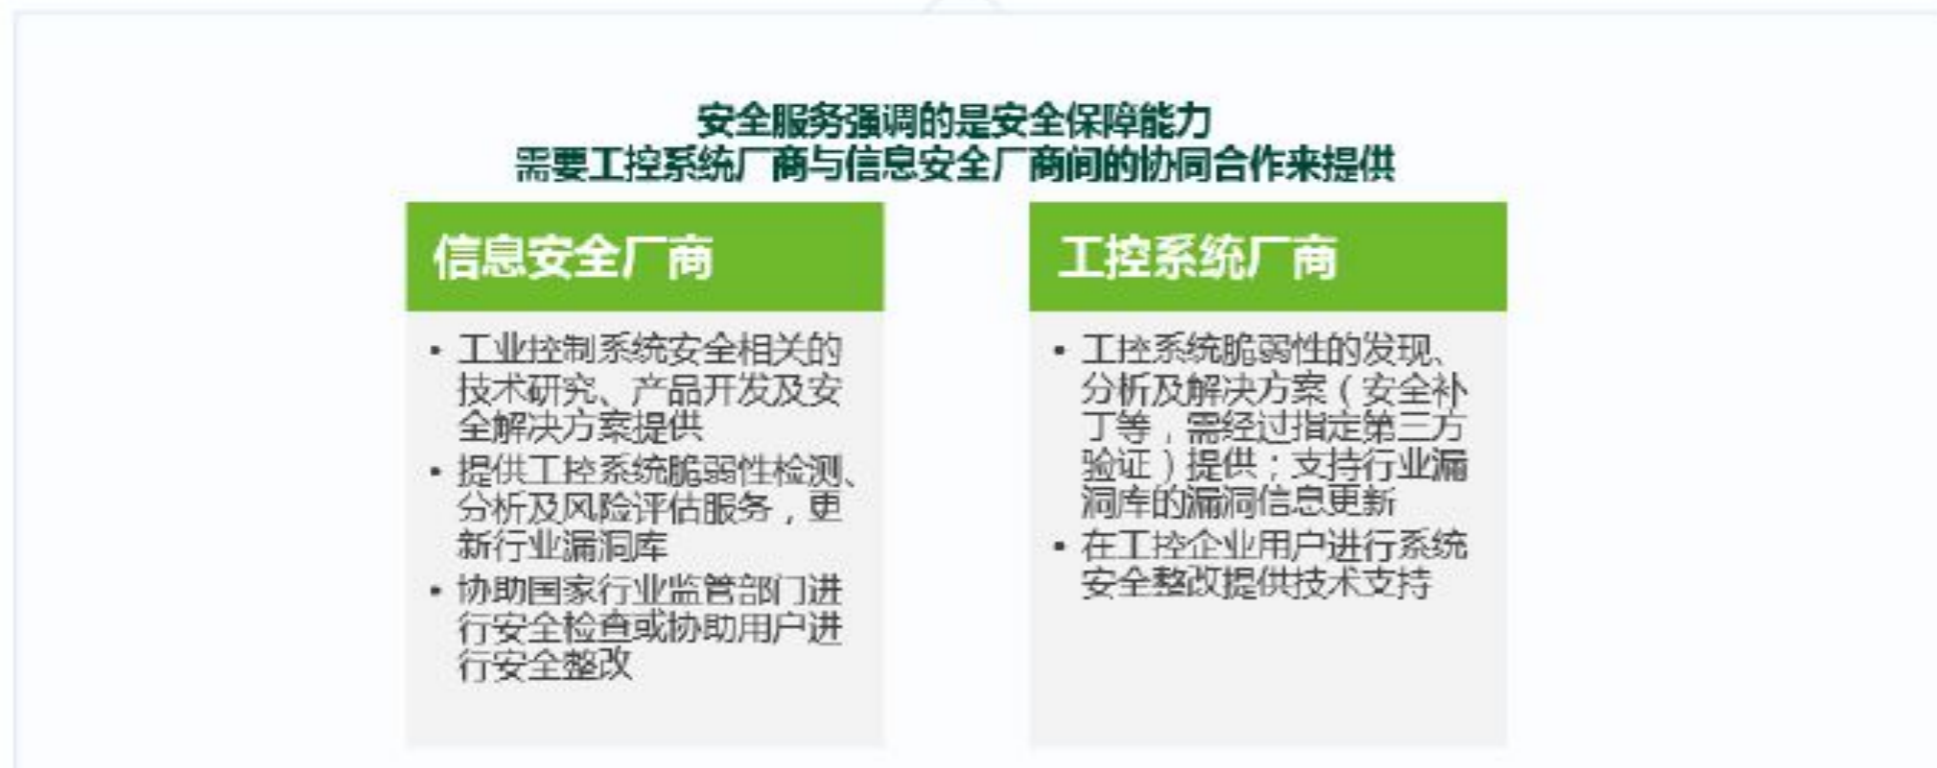 安全服务强调的是安全保障能力
需要工控系统厂商与信息安全厂商间的协同合作来提供
信息安全厂商
• 工业控制系统安全相关的
技术研究、产品开发及安
全解决方案提供
• 提供工控系统脆弱性检测、
分析及风险评估服务，更
新行业漏洞库
• 协助国家行业监管部门进
行安全检查或协助用户进
行安全整改
工控系统厂商
• 工控系统脆弱性的发现、
分析及解决方案（安全补
丁等，需经过指定第三方
验证）提供；支持行业漏
洞库的漏洞信息更新
• 在工控企业用户进行系统
安全整改提供技术支持